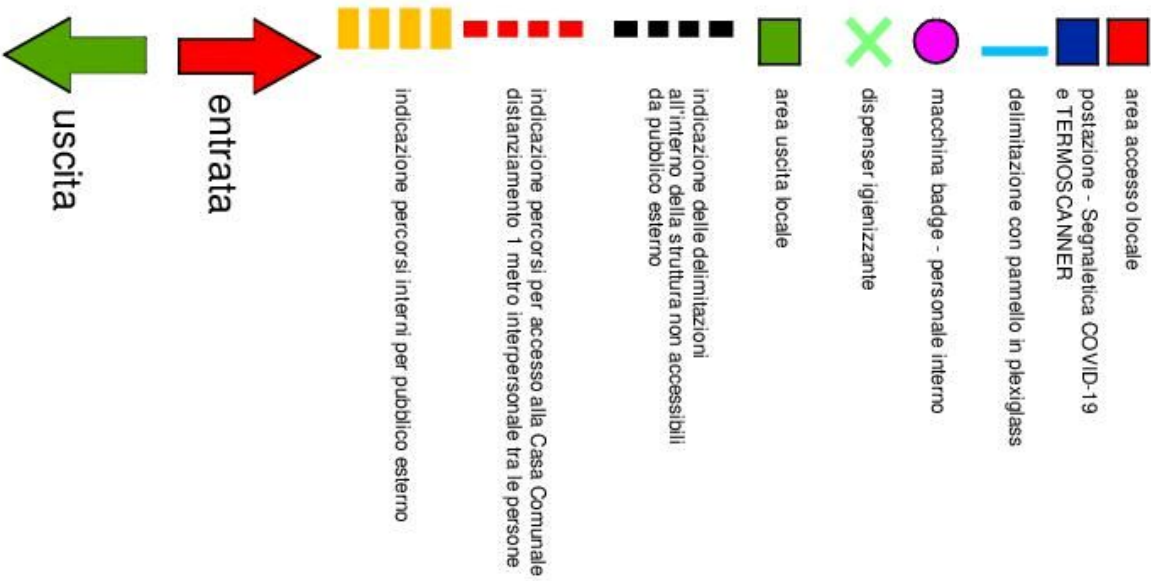 area accesso locale
postazione - Segnaletica COVID-19
e TERMOSCANNER
delimitazione con pannello in plexiglass
macchina badge - personale interno
dispenser igienizzante
area uscita locale
indicazione delle delimitazioni
all'interno della struttura non accessibili
da pubblico esterno
indicazione percorsi per accesso alla Casa Comunale
distanziamento 1 metro interpersonale tra le persone
indicazione percorsi interni per pubblico esterno
entrata
uscita